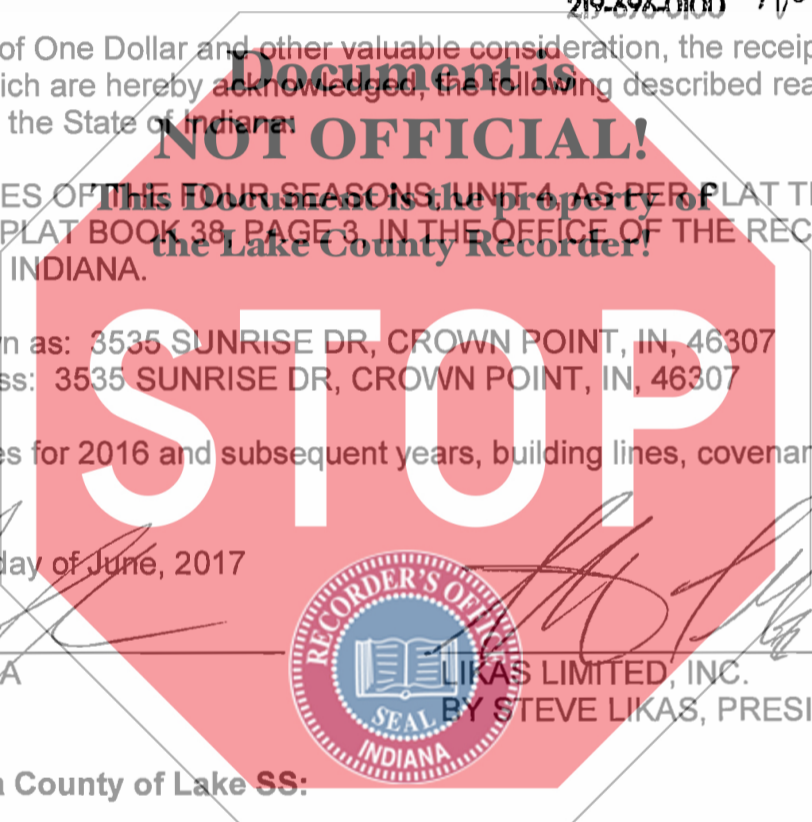 219-696-0100
of One Dollar and other valuable consideration, the receip
Document is
ich are hereby acknowledged, the following described rea
the State of Indiana:
NOT OFFICIAL!
ES OF THE FOUR SEASONS, UNIT 4, AS PER PLAT T
This Document is the property of
PLAT BOOK 38, PAGE 3, IN THE OFFICE OF THE REC
the Lake County Recorder!
INDIANA.
STOP
n as: 3535 SUNRISE DR, CROWN POINT, IN, 46307
ss: 3535 SUNRISE DR, CROWN POINT, IN, 46307
es for 2016 and subsequent years, building lines, covenan
day of June, 2017
RECORDER'S OFFICE
SEAL
INDIANA
A
LIKAS LIMITED, INC.
BY STEVE LIKAS, PRESI
a County of Lake SS: